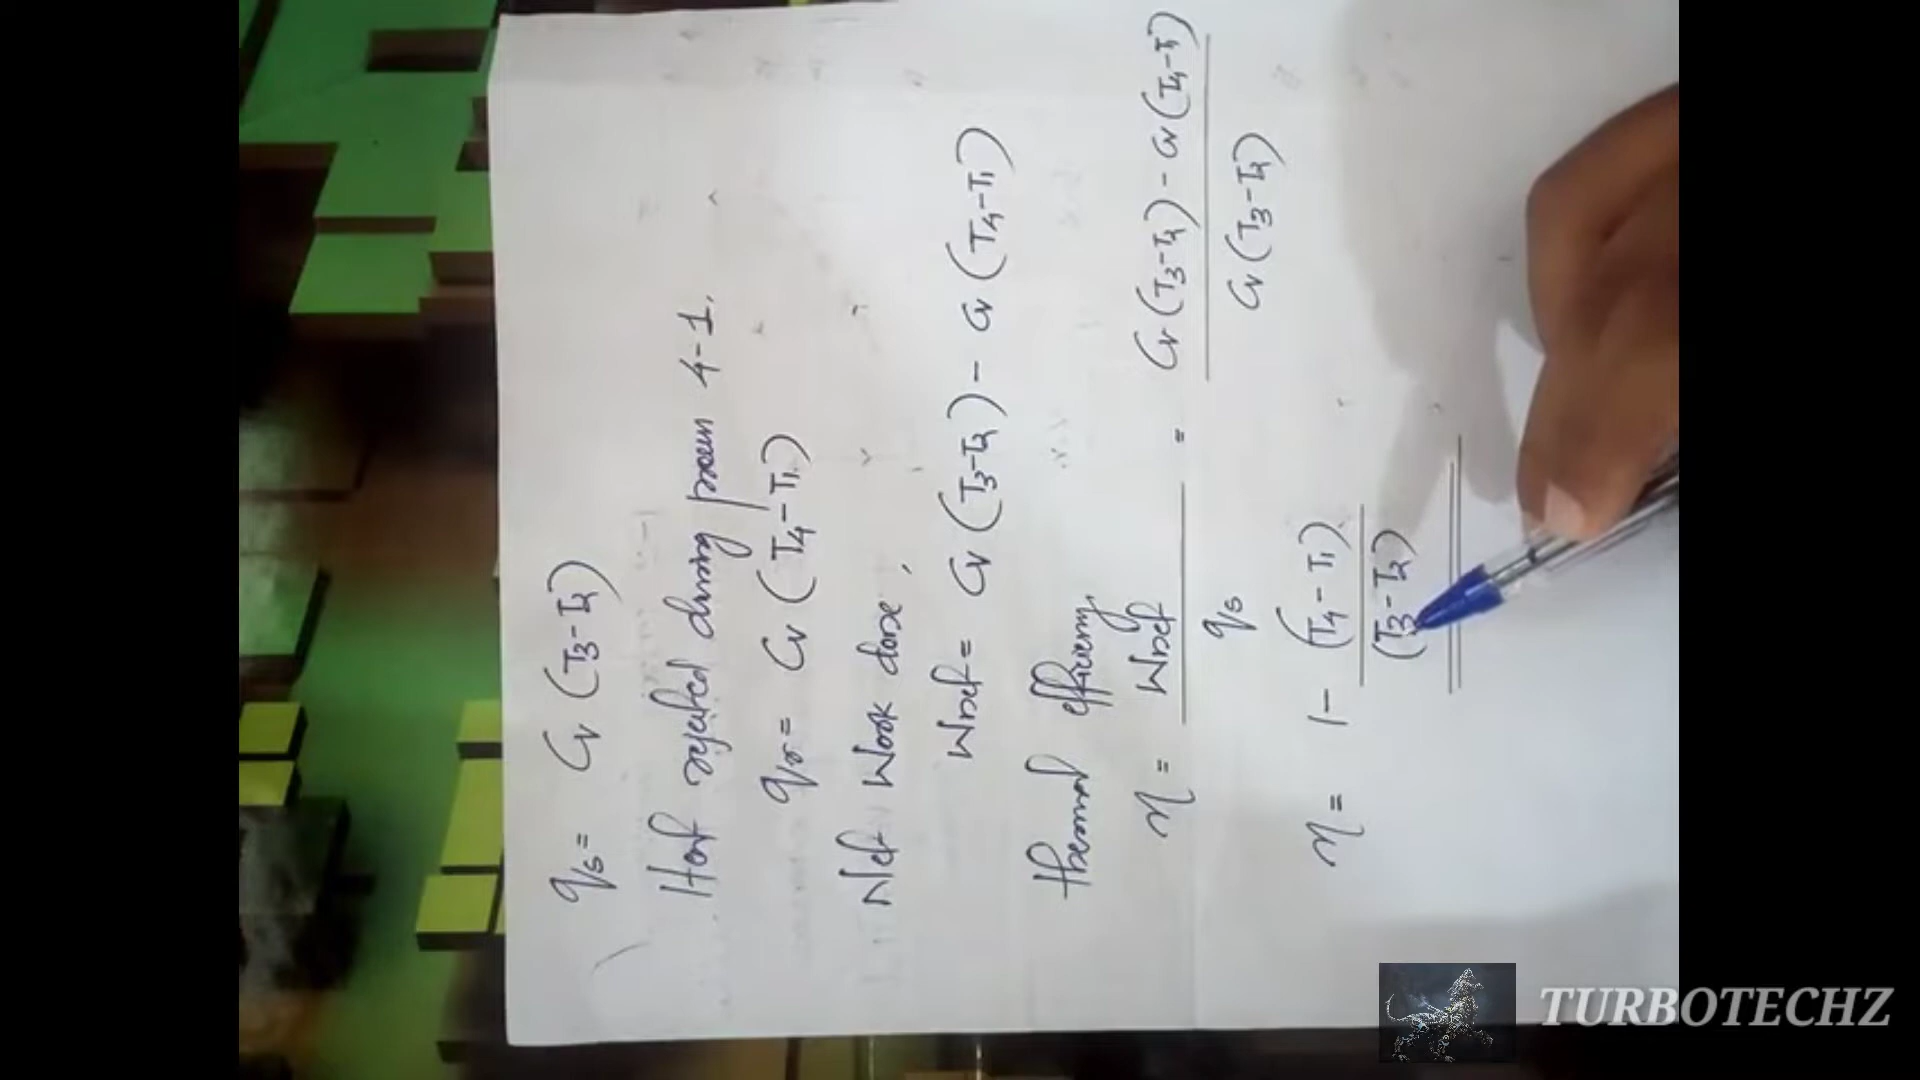 qs = Cv (T3-T2)
Heat rejected during process 4-1.
qr = Cv (T4-T1)
Net Work done,
Wnet = Cv (T3-T2) - Cv (T4-T1)
thermal efficiency
η = Wnet / qs = Cv (T3-T2) - Cv (T4-T1) / Cv (T3-T2)
η = 1 - (T4-T1) / (T3-T2)
TURBOTECHZ